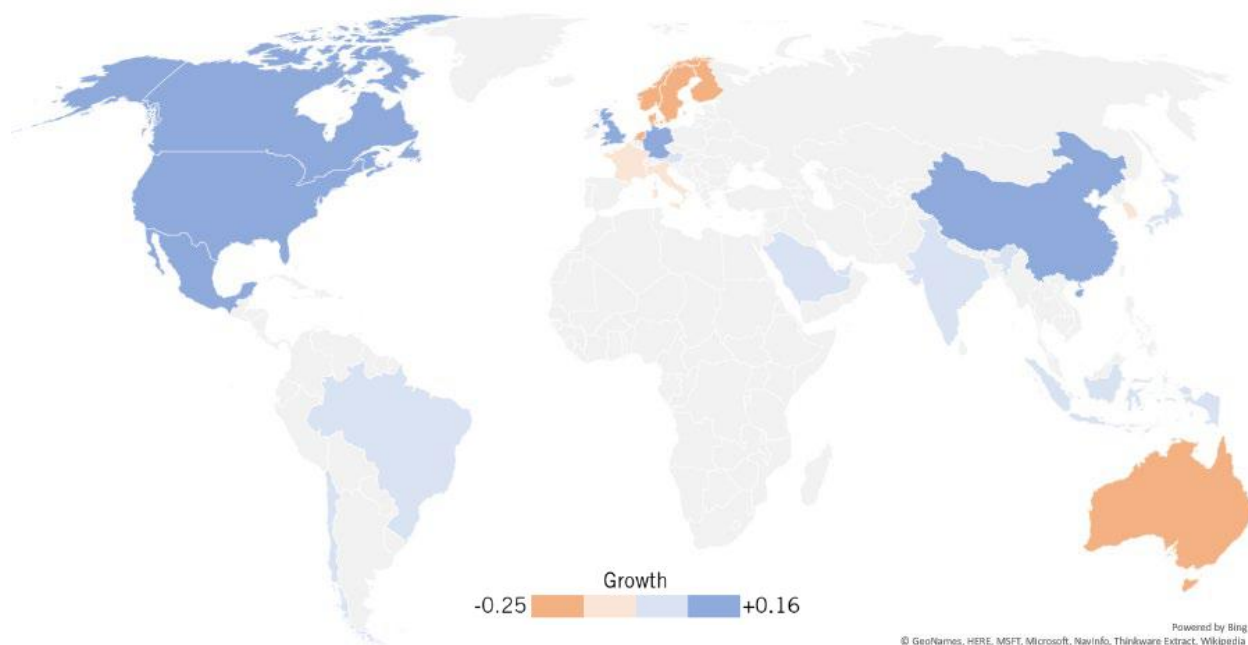 Growth
-0.25
+0.16
Powered by Bing
© GeoNames, HERE, MSFT, Microsoft, NavInfo, Thinkware Extract, Wikipedia